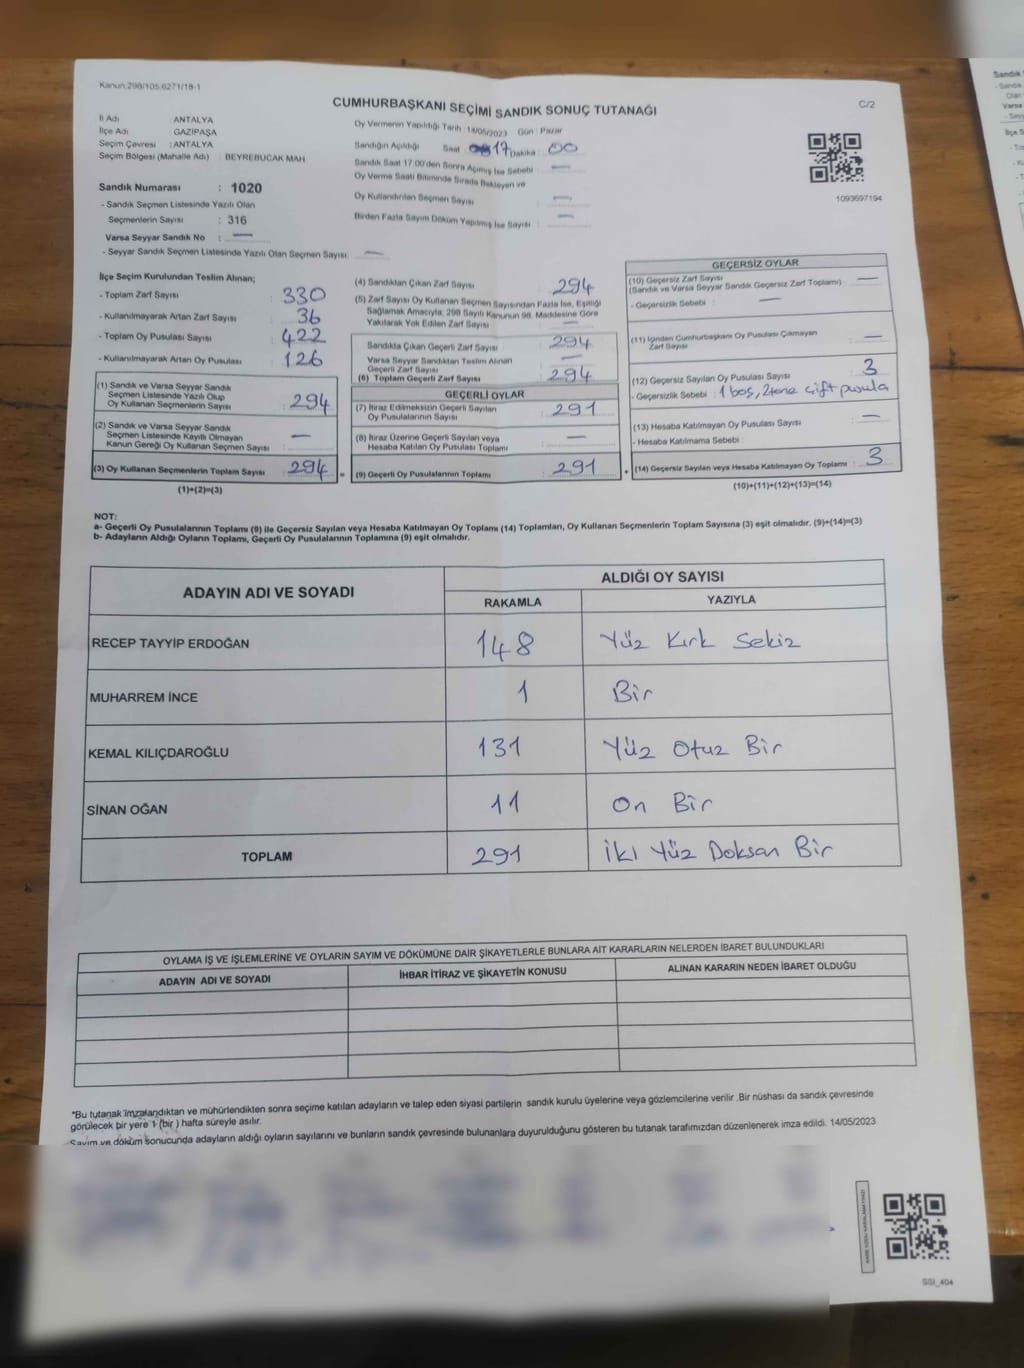 Kanun:298/105,6271/18-1
CUMHURBAŞKANI SEÇİMİ SANDIK SONUÇ TUTANAĞI
C/2
İl Adı : ANTALYA
İlçe Adı : GAZİPAŞA
Seçim Çevresi : ANTALYA
Seçim Bölgesi (Mahalle Adı) : BEYREBUCAK MAH.
Oy Vermenin Yapıldığı Tarih : 14/05/2023 Gün : Pazar
Sandığın Açıldığı Saat : 17 Dakika : 00
Sandık Saat 17:00'den Sonra Açılmış İse Sebebi : —
Oy Verme Saati Bitiminde Sırada Bekleyen ve
Oy Kullandırılan Seçmen Sayısı : —
Birden Fazla Sayım Döküm Yapılmış İse Sayısı : —
1093697194
Sandık Numarası : 1020
- Sandık Seçmen Listesinde Yazılı Olan
Seçmenlerin Sayısı : 316
Varsa Seyyar Sandık No : —
- Seyyar Sandık Seçmen Listesinde Yazılı Olan Seçmen Sayısı : —
İlçe Seçim Kurulundan Teslim Alınan;
- Toplam Zarf Sayısı : 330
- Kullanılmayarak Artan Zarf Sayısı : 36
- Toplam Oy Pusulası Sayısı : 422
- Kullanılmayarak Artan Oy Pusulası : 126
(1) Sandık ve Varsa Seyyar Sandık
Seçmen Listesinde Yazılı Olup
Oy Kullanan Seçmenlerin Sayısı : 294
(2) Sandık ve Varsa Seyyar Sandık
Seçmen Listesinde Kayıtlı Olmayan
Kanun Gereği Oy Kullanan Seçmen Sayısı : —
(3) Oy Kullanan Seçmenlerin Toplam Sayısı : 294
(1)+(2)=(3)
(4) Sandıktan Çıkan Zarf Sayısı : 294
(5) Zarf Sayısı Oy Kullanan Seçmen Sayısından Fazla İse, Eşitliği
Sağlamak Amacıyla, 298 Sayılı Kanunun 98. Maddesine Göre
Yakılarak Yok Edilen Zarf Sayısı : —
Sandıkta Çıkan Geçerli Zarf Sayısı : 294
Varsa Seyyar Sandıktan Teslim Alınan
Geçerli Zarf Sayısı : —
(6) Toplam Geçerli Zarf Sayısı : 294
GEÇERLİ OYLAR
(7) İtiraz Edilmeksizin Geçerli Sayılan
Oy Pusulalarının Sayısı : 291
(8) İtiraz Üzerine Geçerli Sayılan veya
Hesaba Katılan Oy Pusulaları Toplamı : —
= (9) Geçerli Oy Pusulalarının Toplamı : 291
GEÇERSİZ OYLAR
(10) Geçersiz Zarf Sayısı
(Sandık ve Varsa Seyyar Sandık Geçersiz Zarf Toplamı) : —
- Geçersizlik Sebebi : —
(11) İçinden Cumhurbaşkanı Oy Pusulası Çıkmayan
Zarf Sayısı : —
(12) Geçersiz Sayılan Oy Pusulası Sayısı : 3
- Geçersizlik Sebebi : 1 boş, 2 tane çift pusula
(13) Hesaba Katılmayan Oy Pusulası Sayısı : —
- Hesaba Katılmama Sebebi :
+ (14) Geçersiz Sayılan veya Hesaba Katılmayan Oy Toplamı : 3
(10)+(11)+(12)+(13)=(14)
NOT:
a- Geçerli Oy Pusulalarının Toplamı (9) ile Geçersiz Sayılan veya Hesaba Katılmayan Oy Toplamı (14) Toplamları, Oy Kullanan Seçmenlerin Toplam Sayısına (3) eşit olmalıdır. (9)+(14)=(3)
b- Adayların Aldığı Oyların Toplamı, Geçerli Oy Pusulalarının Toplamına (9) eşit olmalıdır.
ADAYIN ADI VE SOYADI
ALDIĞI OY SAYISI
RAKAMLA YAZIYLA
RECEP TAYYİP ERDOĞAN 148 Yüz Kırk Sekiz
MUHARREM İNCE 1 Bir
KEMAL KILIÇDAROĞLU 131 Yüz Otuz Bir
SİNAN OĞAN 11 On Bir
TOPLAM 291 İki Yüz Doksan Bir
OYLAMA İŞ VE İŞLEMLERİNE VE OYLARIN SAYIM VE DÖKÜMÜNE DAİR ŞİKAYETLERLE BUNLARA AİT KARARLARIN NELERDEN İBARET BULUNDUKLARI
ADAYIN ADI VE SOYADI İHBAR İTİRAZ VE ŞİKAYETİN KONUSU ALINAN KARARIN NEDEN İBARET OLDUĞU
*Bu tutanak imzalandıktan ve mühürlendikten sonra seçime katılan adayların ve talep eden siyasi partilerin sandık kurulu üyelerine veya gözlemcilerine verilir .Bir nüshası da sandık çevresinde
görülecek bir yere 1 (bir ) hafta süreyle asılır.
Sayım ve döküm sonucunda adayların aldığı oyların sayılarını ve bunların sandık çevresinde bulunanlara duyurulduğunu gösteren bu tutanak tarafımızdan düzenlenerek imza edildi. 14/05/2023
SSI_404